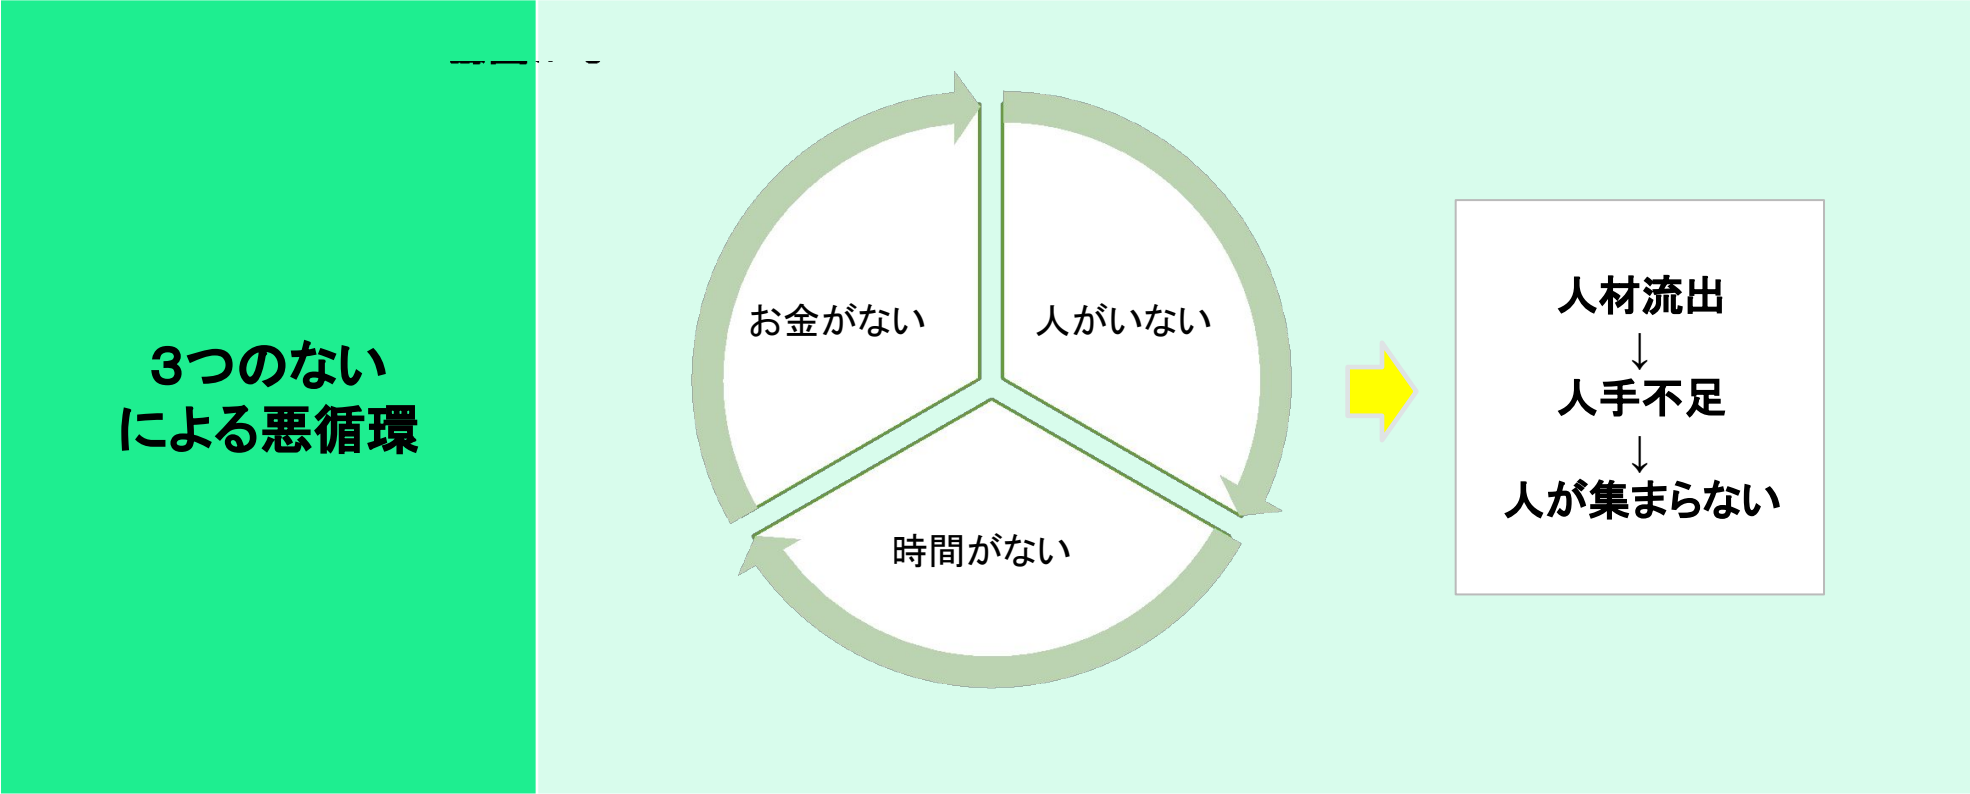 ３つのない
による悪循環
お金がない
人がいない
時間がない
人材流出
↓
人手不足
↓
人が集まらない